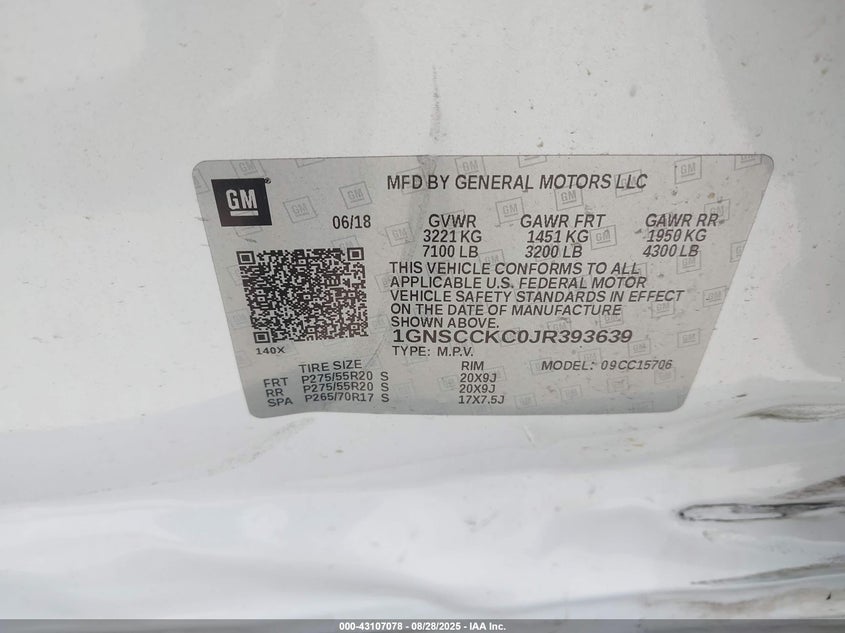 GM
MFD BY GENERAL MOTORS LLC
06/18 GVWR GAWR FRT GAWR RR
3221 KG 1451 KG 1950 KG
7100 LB 3200 LB 4300 LB
THIS VEHICLE CONFORMS TO ALL
APPLICABLE U.S. FEDERAL MOTOR
VEHICLE SAFETY STANDARDS IN EFFECT
ON THE DATE OF MANUFACTURE
SHOWN ABOVE.
1GNSCCKC0JR393639
140X
TYPE: M.P.V. MODEL: 09CC15706
TIRE SIZE RIM
FRT P275/55R20 S 20X9J
RR P275/55R20 S 20X9J
SPA P265/70R17 S 17X7.5J
000-43107078 - 08/28/2025 - IAA Inc.